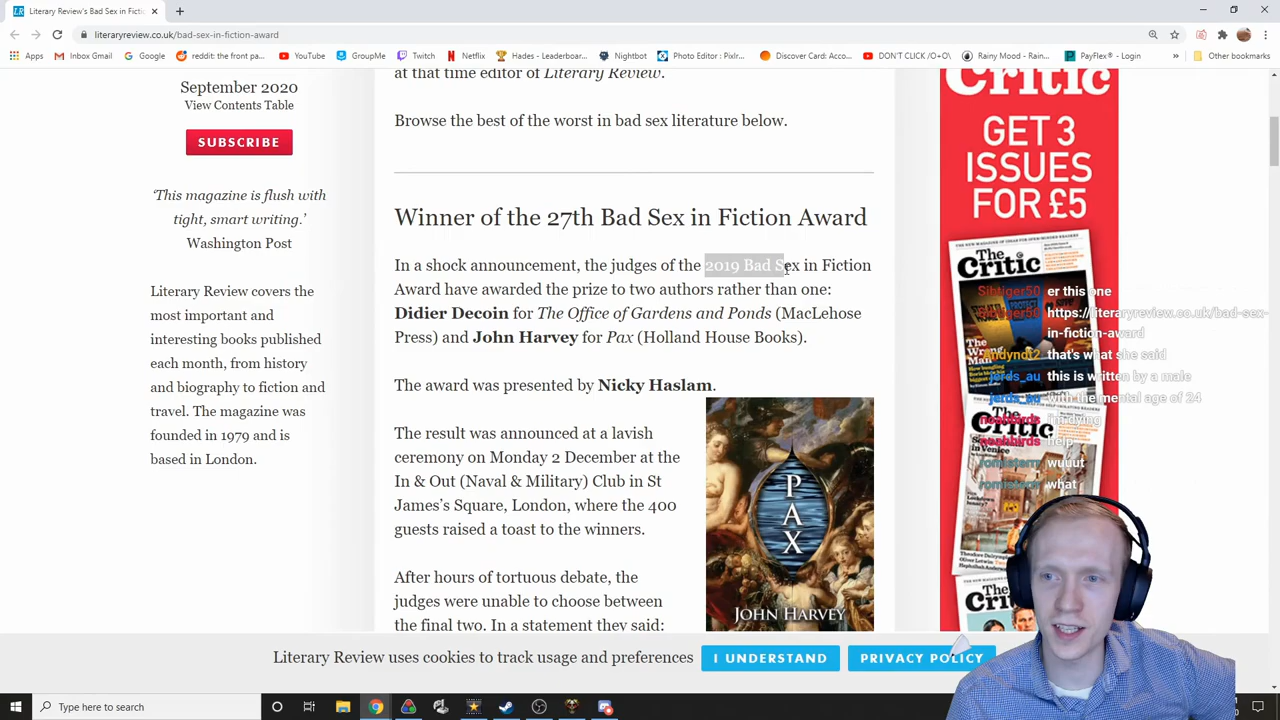 Literary Review's Bad Sex in Fictio
literaryreview.co.uk/bad-sex-in-fiction-award
Apps
Inbox Gmail
Google
reddit: the front pa...
YouTube
GroupMe
Twitch
Netflix
Hades - Leaderboar...
Nightbot
Photo Editor : Pixlr...
Discover Card: Acco...
DON'T CLICK /O+O\
Rainy Mood - Rain...
PayFlex® - Login
Other bookmarks
at that time editor of Literary Review.
September 2020
View Contents Table
SUBSCRIBE
Browse the best of the worst in bad sex literature below.
'This magazine is flush with
tight, smart writing.'
Washington Post
Literary Review covers the
most important and
interesting books published
each month, from history
and biography to fiction and
travel. The magazine was
founded in 1979 and is
based in London.
Winner of the 27th Bad Sex in Fiction Award
In a shock announcement, the judges of the 2019 Bad Sex in Fiction
Award have awarded the prize to two authors rather than one:
Didier Decoin for The Office of Gardens and Ponds (MacLehose
Press) and John Harvey for Pax (Holland House Books).
The award was presented by Nicky Haslam.
The result was announced at a lavish
ceremony on Monday 2 December at the
In & Out (Naval & Military) Club in St
James's Square, London, where the 400
guests raised a toast to the winners.
After hours of tortuous debate, the
judges were unable to choose between
the final two. In a statement they said:
PAX
JOHN HARVEY
Critic
GET 3
ISSUES
FOR £5
THE
Critic
THE
Critic
Sibtiger50 er this one
https://literaryreview.co.uk/bad-sex-
in-fiction-award
Andynot2 that's what she said
jerds_au this is written by a male
jerds_au with the mental age of 24
noahbirds i'm dying
noahbirds help
wuuut
what
Literary Review uses cookies to track usage and preferences
I UNDERSTAND
PRIVACY POLICY
Type here to search